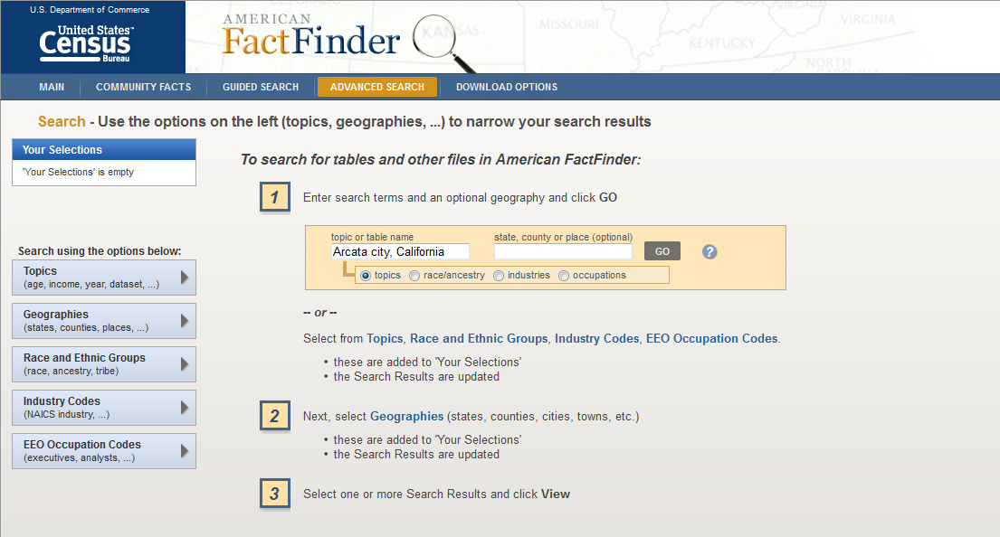 U.S. Department of Commerce
United States™
Census
Bureau
AMERICAN
FactFinder
KANSAS
MISSOURI
KENTUCKY
VIRGINIA
VIRGINIA
NORTH
CAROLINA
MAIN
COMMUNITY FACTS
GUIDED SEARCH
ADVANCED SEARCH
DOWNLOAD OPTIONS
Search - Use the options on the left (topics, geographies, ...) to narrow your search results
Your Selections
'Your Selections' is empty
Search using the options below:
Topics
(age, income, year, dataset, ...)
Geographies
(states, counties, places, ...)
Race and Ethnic Groups
(race, ancestry, tribe)
Industry Codes
(NAICS industry, ...)
EEO Occupation Codes
(executives, analysts, ...)
To search for tables and other files in American FactFinder:
1
Enter search terms and an optional geography and click GO
topic or table name
state, county or place (optional)
Arcata city, California
GO
?
topics race/ancestry industries occupations
-- or --
Select from Topics, Race and Ethnic Groups, Industry Codes, EEO Occupation Codes.
• these are added to 'Your Selections'
• the Search Results are updated
2
Next, select Geographies (states, counties, cities, towns, etc.)
• these are added to 'Your Selections'
• the Search Results are updated
3
Select one or more Search Results and click View